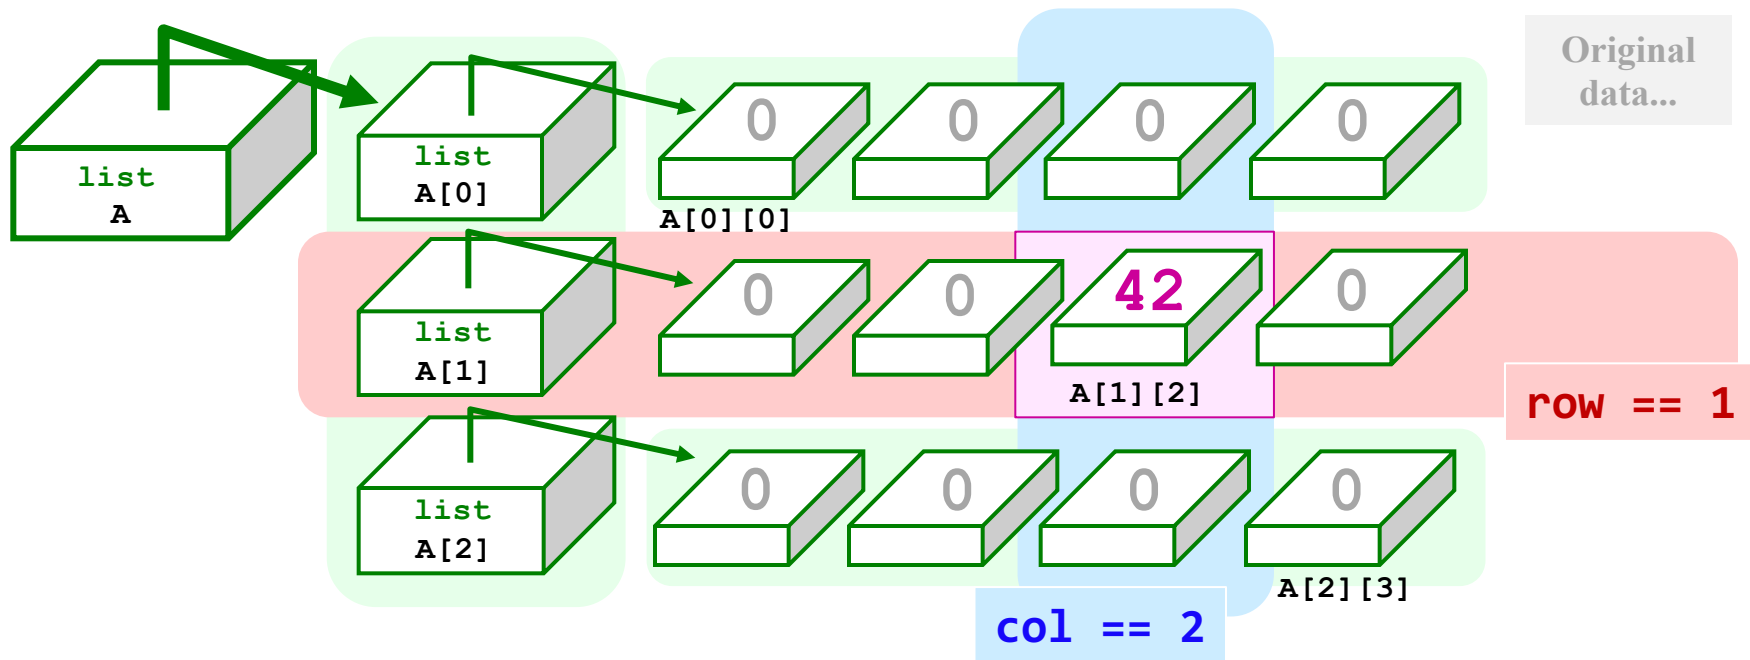 Original
data...
list
A
list
A[0]
0 0 0 0
A[0][0]
list
A[1]
0 0 42 0
A[1][2]
row == 1
list
A[2]
0 0 0 0
A[2][3]
col == 2